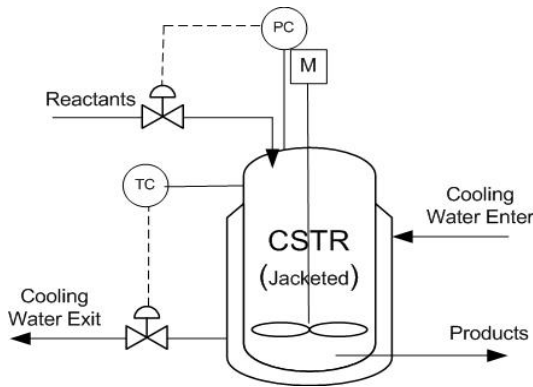 PC
M
Reactants
TC
Cooling
Water Enter
CSTR
(Jacketed)
Cooling
Water Exit
Products